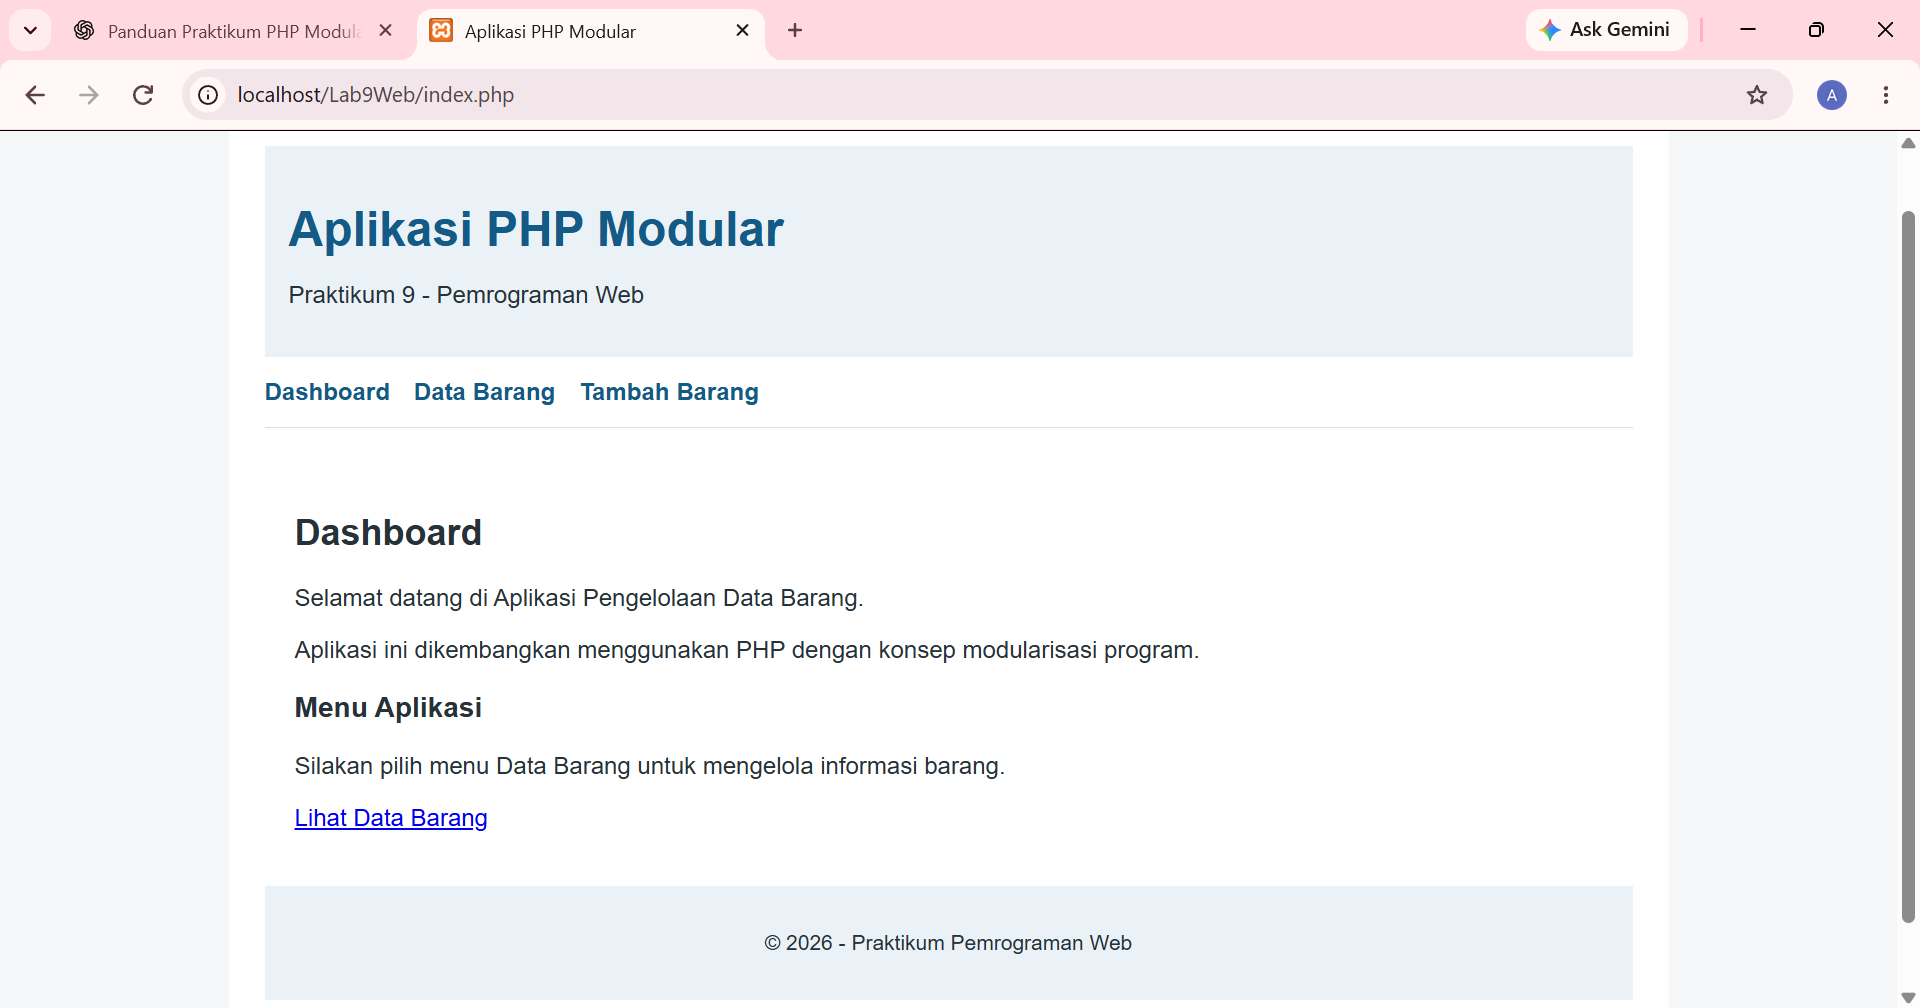 Panduan Praktikum PHP Modul
Aplikasi PHP Modular
Ask Gemini
localhost/Lab9Web/index.php
A
Aplikasi PHP Modular
Praktikum 9 - Pemrograman Web
Dashboard Data Barang Tambah Barang
Dashboard
Selamat datang di Aplikasi Pengelolaan Data Barang.
Aplikasi ini dikembangkan menggunakan PHP dengan konsep modularisasi program.
Menu Aplikasi
Silakan pilih menu Data Barang untuk mengelola informasi barang.
Lihat Data Barang
© 2026 - Praktikum Pemrograman Web